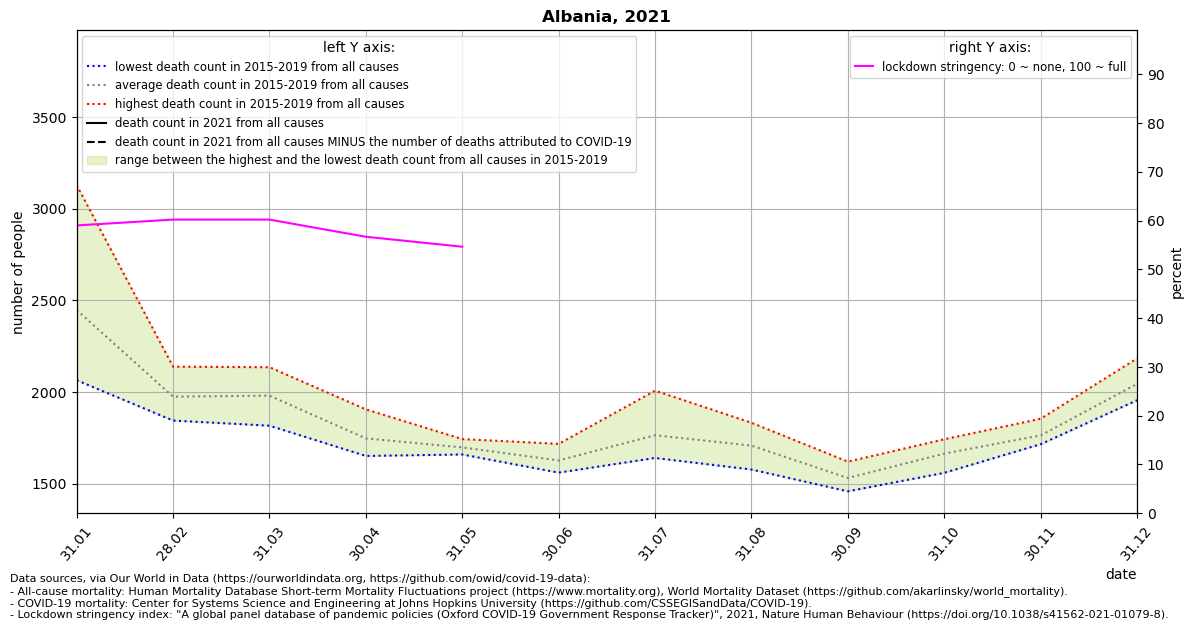 Albania, 2021
left Y axis:
lowest death count in 2015-2019 from all causes
average death count in 2015-2019 from all causes
highest death count in 2015-2019 from all causes
death count in 2021 from all causes
death count in 2021 from all causes MINUS the number of deaths attributed to COVID-19
range between the highest and the lowest death count from all causes in 2015-2019
right Y axis:
lockdown stringency: 0 ~ none, 100 ~ full
number of people
3500
3000
2500
2000
1500
percent
90
80
70
60
50
40
30
20
10
0
31.01
28.02
31.03
30.04
31.05
30.06
31.07
31.08
30.09
31.10
30.11
31.12
date
Data sources, via Our World in Data (https://ourworldindata.org, https://github.com/owid/covid-19-data):
- All-cause mortality: Human Mortality Database Short-term Mortality Fluctuations project (https://www.mortality.org), World Mortality Dataset (https://github.com/akarlinsky/world_mortality).
- COVID-19 mortality: Center for Systems Science and Engineering at Johns Hopkins University (https://github.com/CSSEGISandData/COVID-19).
- Lockdown stringency index: "A global panel database of pandemic policies (Oxford COVID-19 Government Response Tracker)", 2021, Nature Human Behaviour (https://doi.org/10.1038/s41562-021-01079-8).